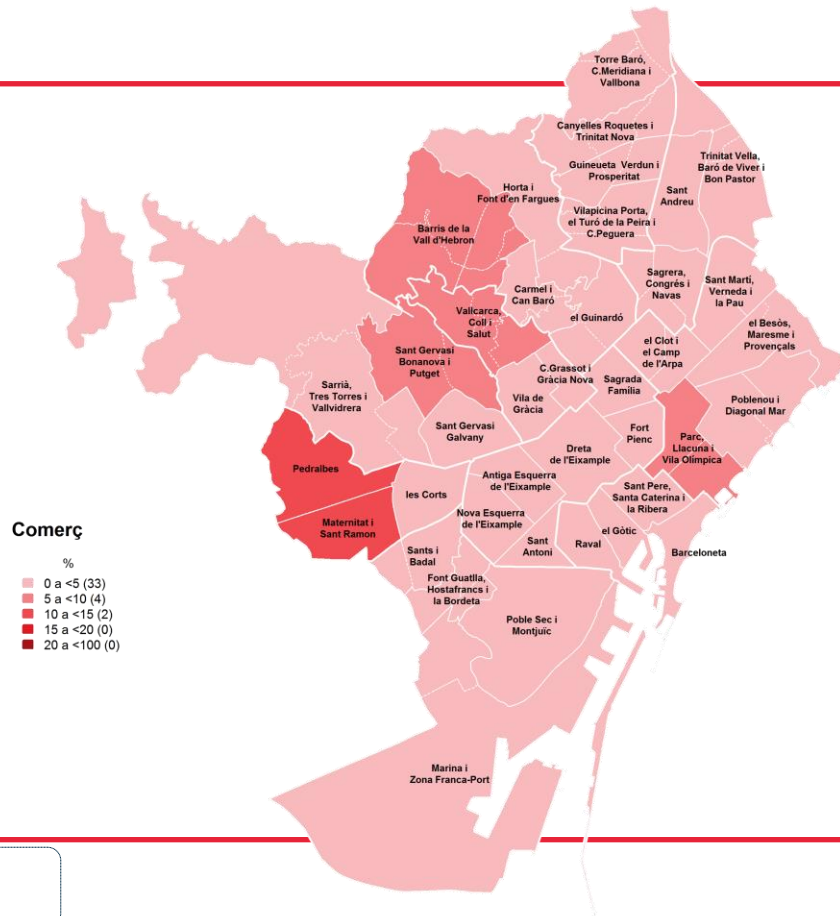 Torre Baró,
C.Meridiana i
Vallbona
Canyelles Roquetes i
Trinitat Nova
Guineueta Verdun i
Prosperitat
Trinitat Vella,
Baró de Viver i
Bon Pastor
Sant
Andreu
Horta i
Font d'en Fargues
Vilapicina Porta,
el Turó de la Peira i
C.Peguera
Barris de la
Vall d'Hebron
Carmel i
Can Baró
Sagrera,
Congrés i
Navas
Sant Martí,
Verneda i
la Pau
Vallcarca,
Coll i
Salut
el Guinardó
el Besòs,
Maresme i
Provençals
el Clot i
el Camp
de l'Arpa
Sant Gervasi
Bonanova i
Putget
C.Grassot i
Gràcia Nova
Sagrada
Família
Sarrià,
Tres Torres i
Vallvidrera
Vila de
Gràcia
Poblenou i
Diagonal Mar
Sant Gervasi
Galvany
Fort
Pienc
Parc,
Llacuna i
Vila Olímpica
Dreta
de l'Eixample
Pedralbes
Antiga Esquerra
de l'Eixample
Sant Pere,
Santa Caterina i
la Ribera
les Corts
Nova Esquerra
de l'Eixample
Maternitat i
Sant Ramon
el Gòtic
Sant
Antoni
Raval
Barceloneta
Sants i
Badal
Font Guatlla,
Hostafrancs i
la Bordeta
Poble Sec i
Montjuïc
Marina i
Zona Franca-Port
Comerç
%
0 a <5 (33)
5 a <10 (4)
10 a <15 (2)
15 a <20 (0)
20 a <100 (0)